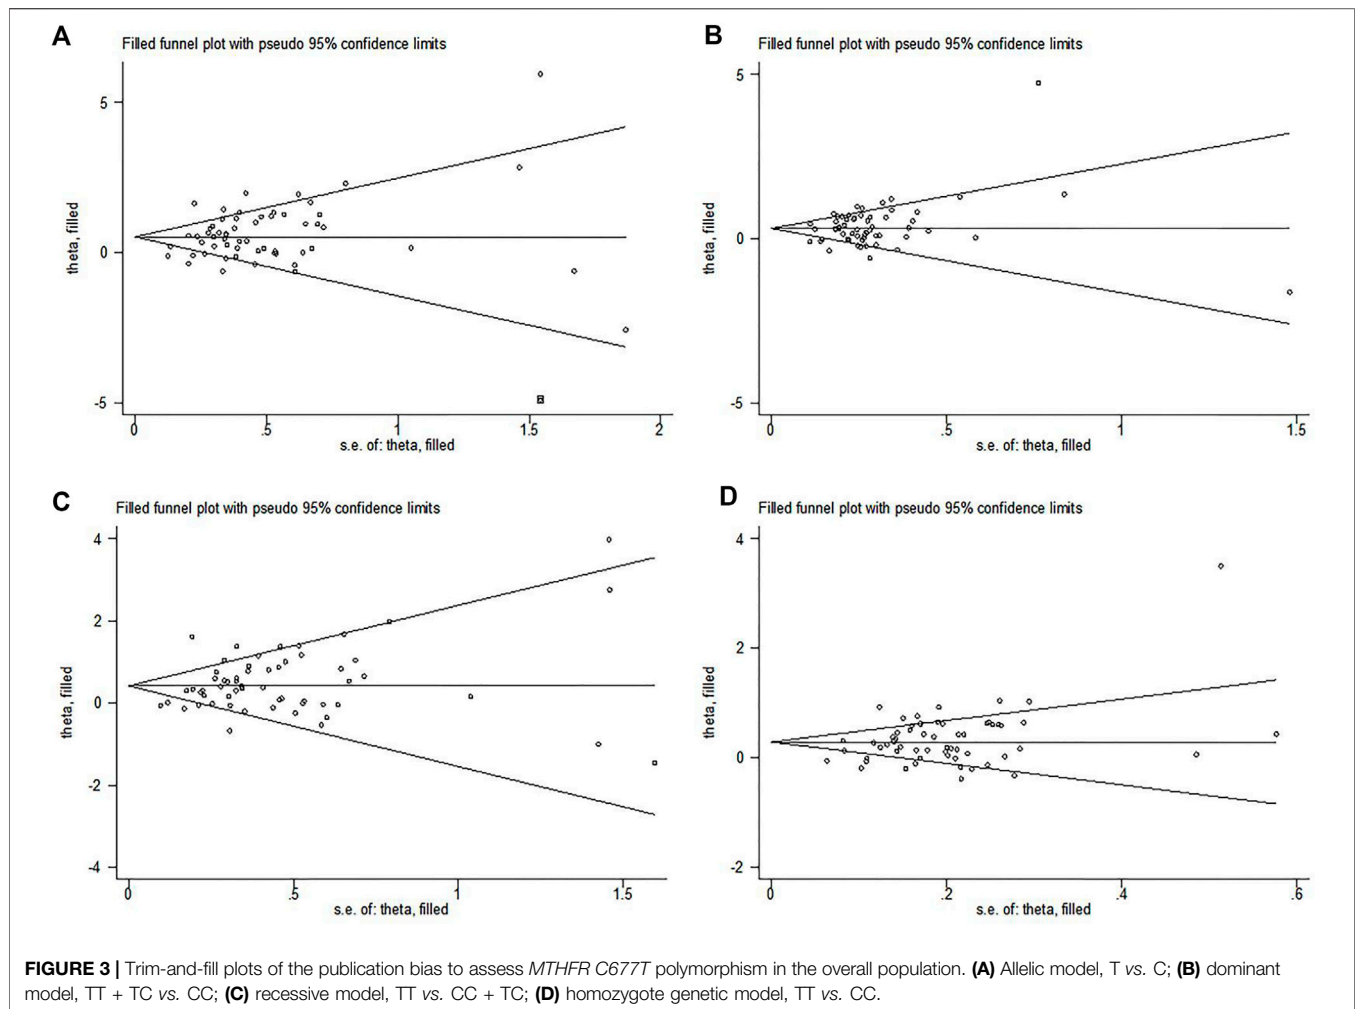 A
Filled funnel plot with pseudo 95% confidence limits
5
0
-5
theta, filled
0 .5 1 1.5 2
s.e. of: theta, filled
B
Filled funnel plot with pseudo 95% confidence limits
5
0
-5
theta, filled
0 .5 1 1.5
s.e. of: theta, filled
C
Filled funnel plot with pseudo 95% confidence limits
4
2
0
-2
-4
theta, filled
0 .5 1 1.5
s.e. of: theta, filled
D
Filled funnel plot with pseudo 95% confidence limits
4
2
0
-2
theta, filled
0 .2 .4 .6
s.e. of: theta, filled
FIGURE 3 | Trim-and-fill plots of the publication bias to assess MTHFR C677T polymorphism in the overall population. (A) Allelic model, T vs. C; (B) dominant
model, TT + TC vs. CC; (C) recessive model, TT vs. CC + TC; (D) homozygote genetic model, TT vs. CC.